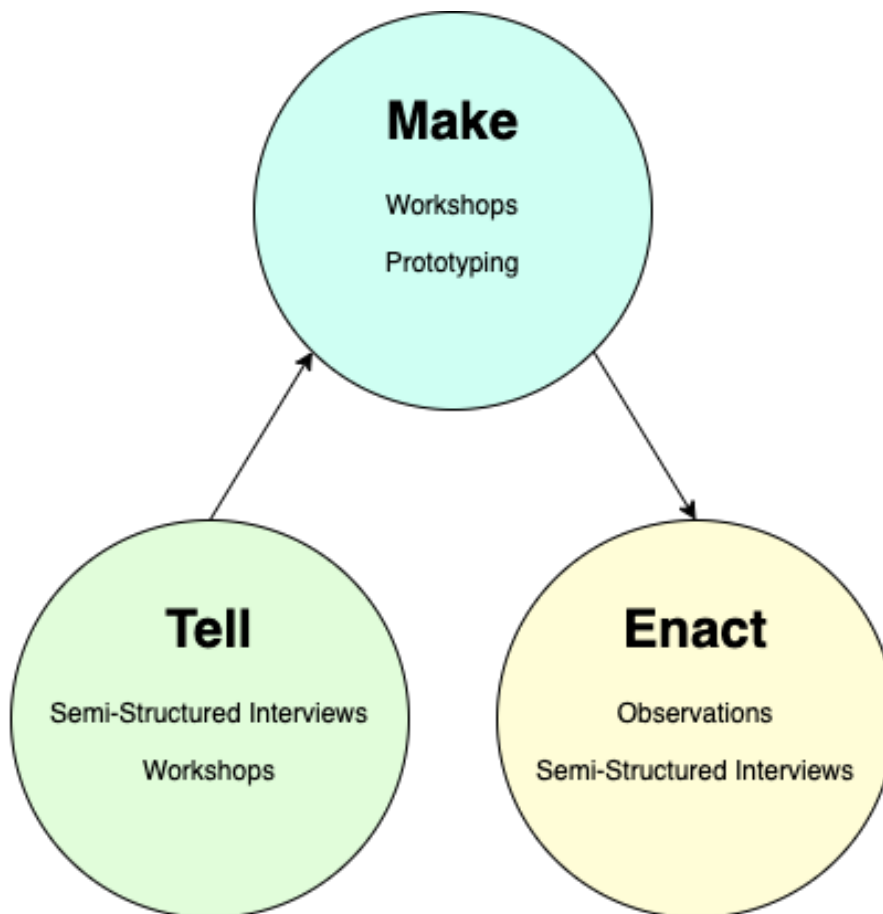 Make
Workshops
Prototyping
Tell
Semi-Structured Interviews
Workshops
Enact
Observations
Semi-Structured Interviews